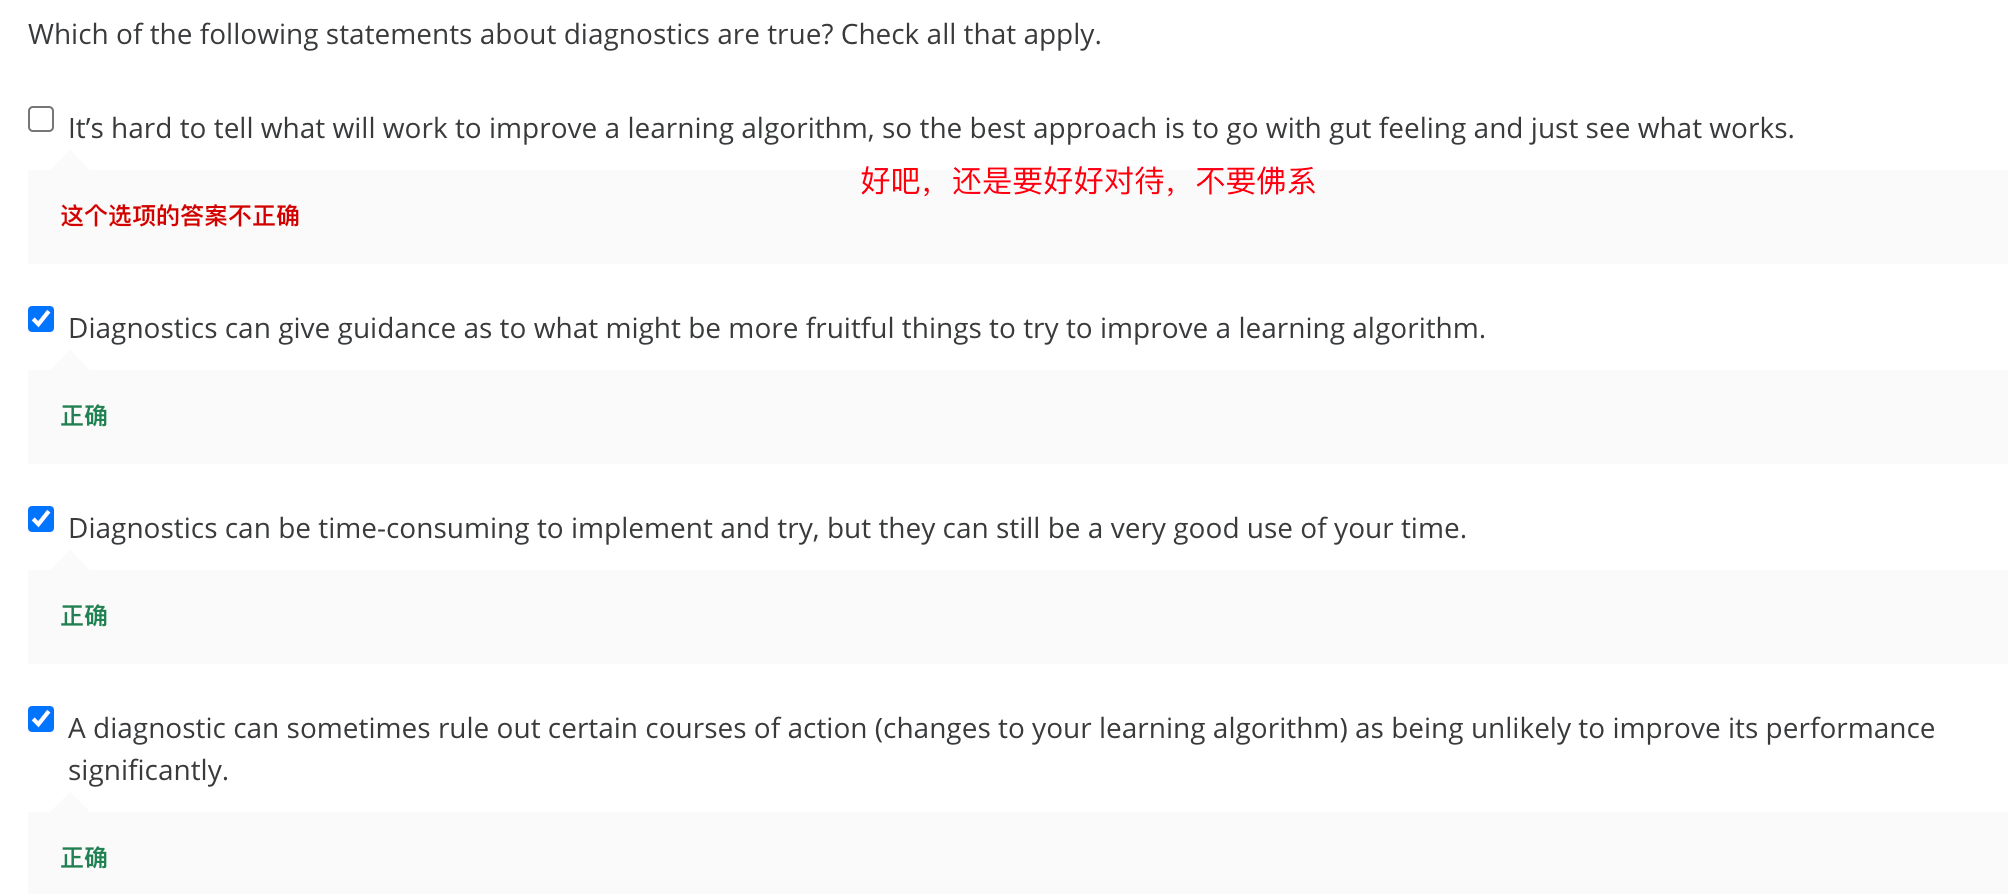 Which of the following statements about diagnostics are true? Check all that apply.
It’s hard to tell what will work to improve a learning algorithm, so the best approach is to go with gut feeling and just see what works.
好吧，还是要好好对待，不要佛系
这个选项的答案不正确
Diagnostics can give guidance as to what might be more fruitful things to try to improve a learning algorithm.
正确
Diagnostics can be time-consuming to implement and try, but they can still be a very good use of your time.
正确
A diagnostic can sometimes rule out certain courses of action (changes to your learning algorithm) as being unlikely to improve its performance
significantly.
正确